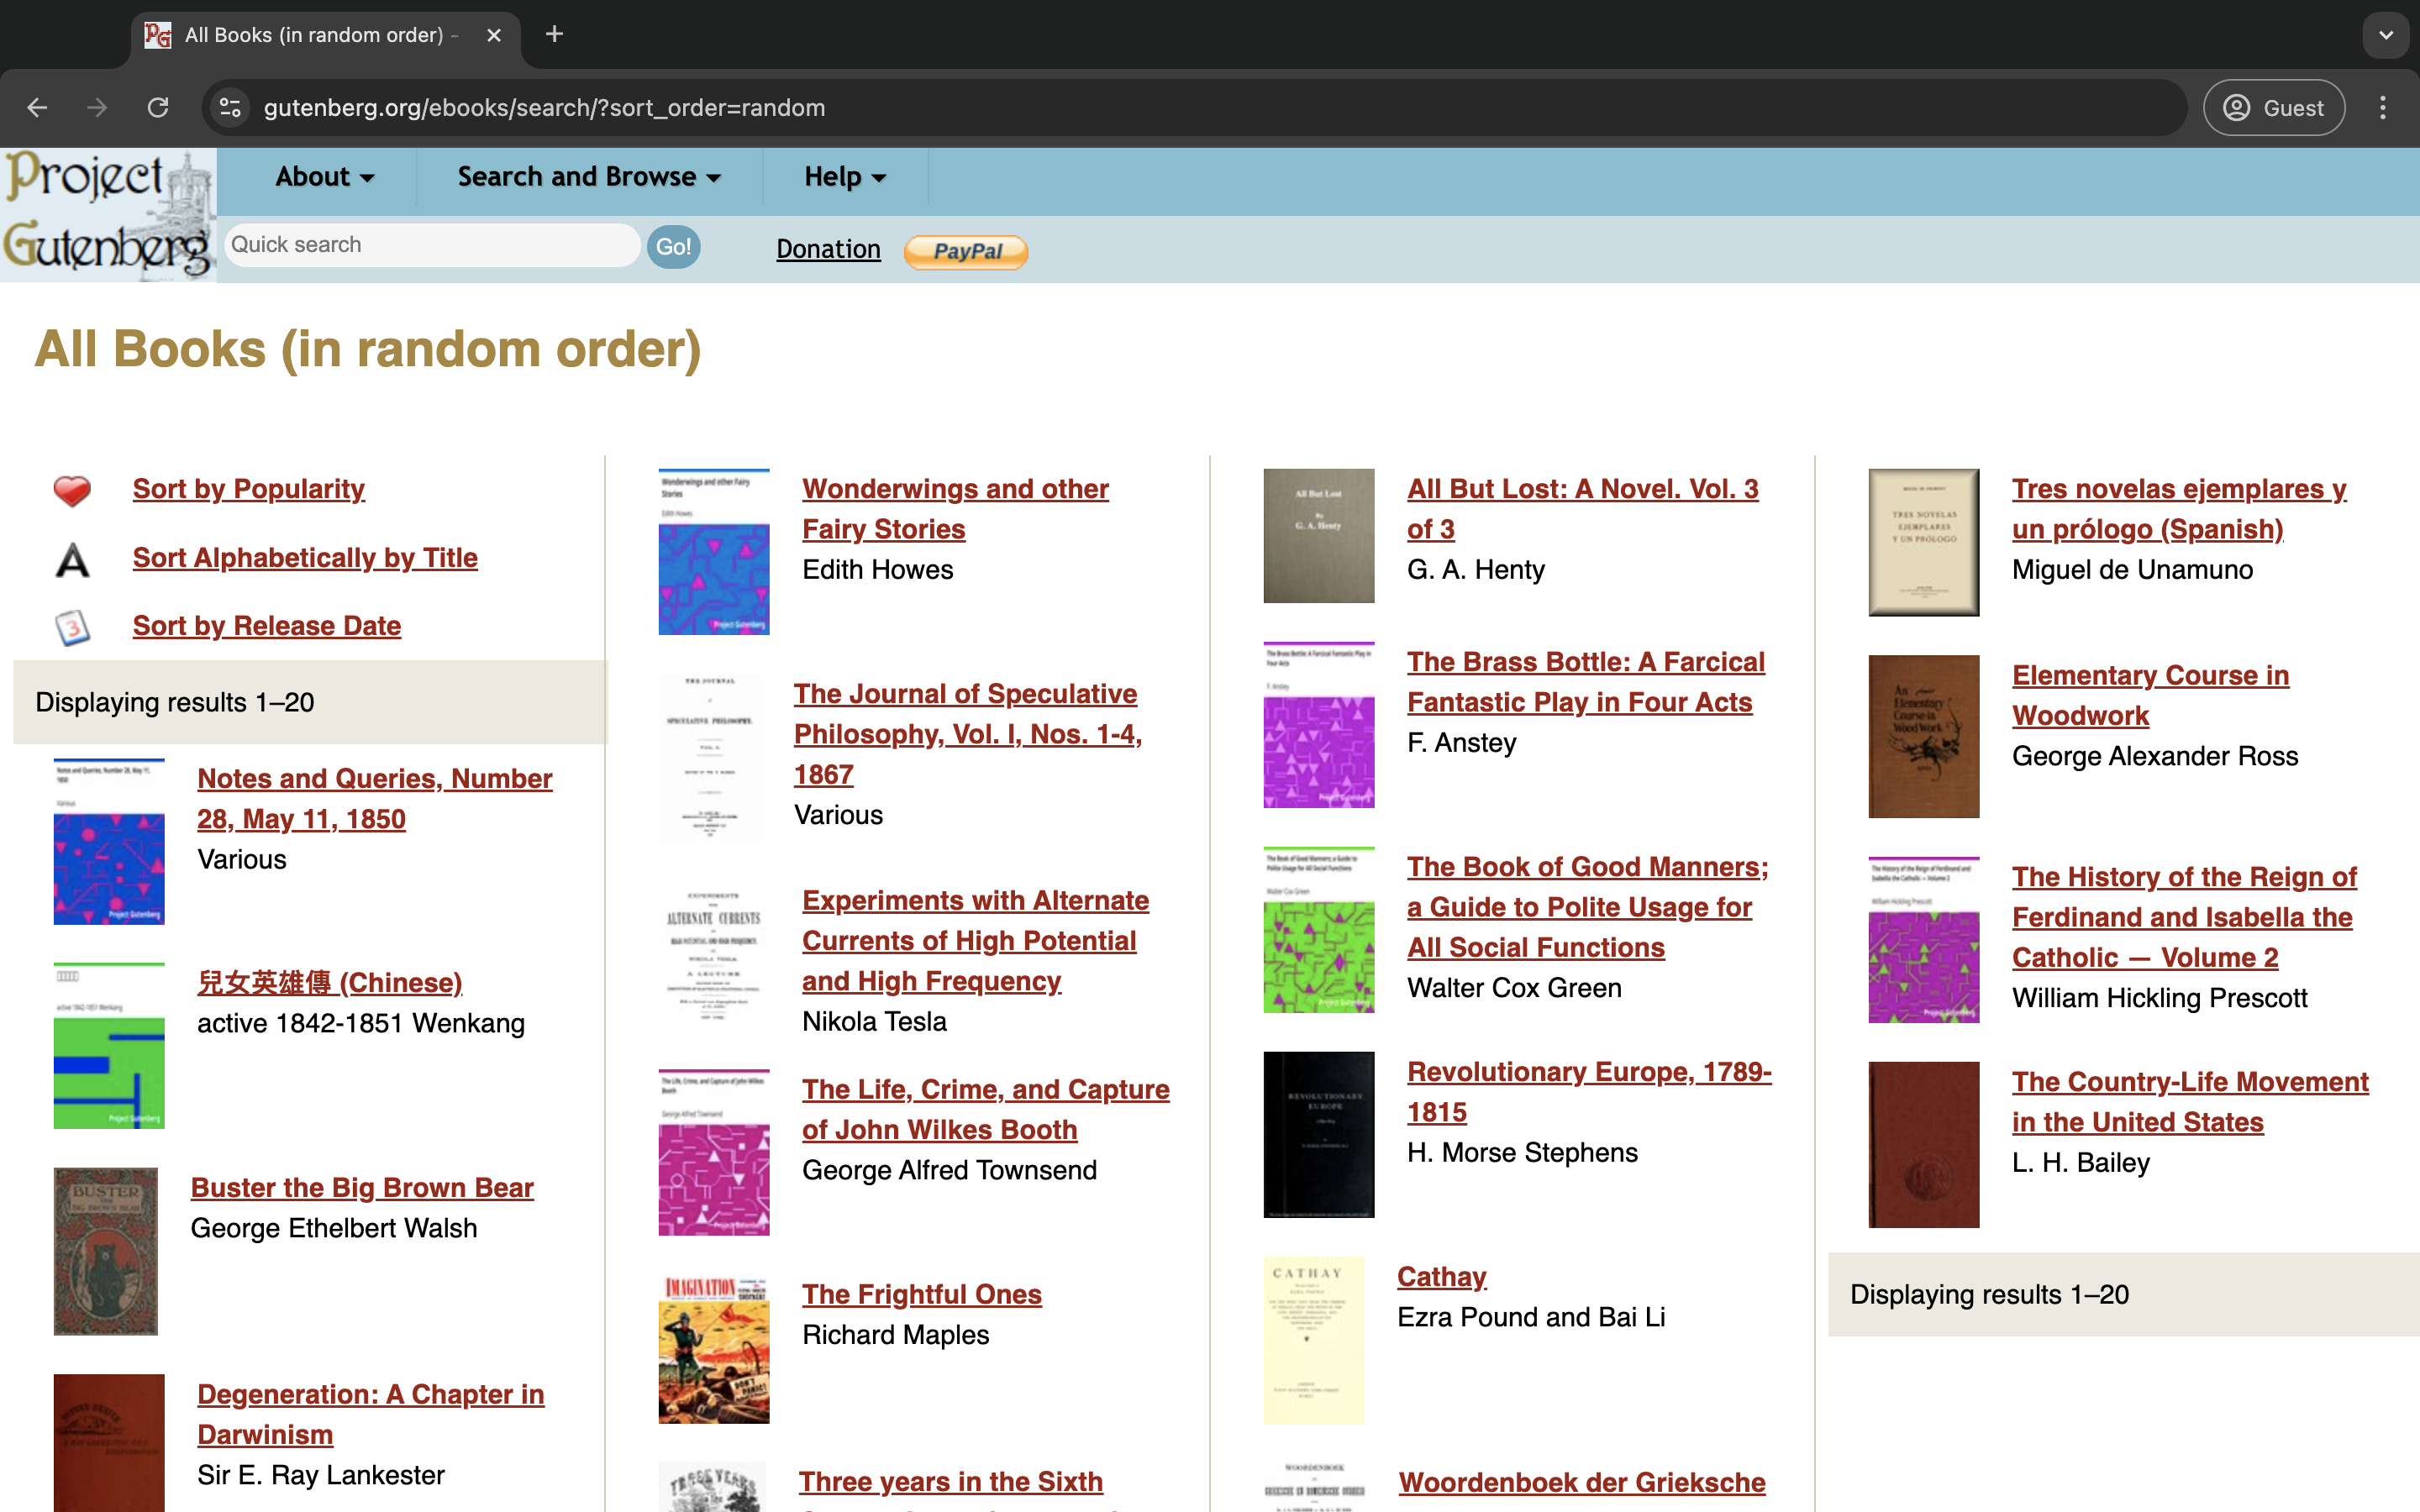 All Books (in random order) -
gutenberg.org/ebooks/search/?sort_order=random
Guest
Project
Gutenberg
About
Search and Browse
Help
Quick search
Go!
Donation
PayPal
All Books (in random order)
Sort by Popularity
Sort Alphabetically by Title
Sort by Release Date
Displaying results 1–20
Notes and Queries, Number
28, May 11, 1850
Various
兒女英雄傳 (Chinese)
active 1842-1851 Wenkang
Buster the Big Brown Bear
George Ethelbert Walsh
Degeneration: A Chapter in
Darwinism
Sir E. Ray Lankester
Wonderwings and other
Fairy Stories
Edith Howes
The Journal of Speculative
Philosophy, Vol. I, Nos. 1-4,
1867
Various
Experiments with Alternate
Currents of High Potential
and High Frequency
Nikola Tesla
The Life, Crime, and Capture
of John Wilkes Booth
George Alfred Townsend
The Frightful Ones
Richard Maples
Three years in the Sixth
All But Lost: A Novel. Vol. 3
of 3
G. A. Henty
The Brass Bottle: A Farcical
Fantastic Play in Four Acts
F. Anstey
The Book of Good Manners;
a Guide to Polite Usage for
All Social Functions
Walter Cox Green
Revolutionary Europe, 1789-
1815
H. Morse Stephens
Cathay
Ezra Pound and Bai Li
Woordenboek der Grieksche
Tres novelas ejemplares y
un prólogo (Spanish)
Miguel de Unamuno
Elementary Course in
Woodwork
George Alexander Ross
The History of the Reign of
Ferdinand and Isabella the
Catholic — Volume 2
William Hickling Prescott
The Country-Life Movement
in the United States
L. H. Bailey
Displaying results 1–20